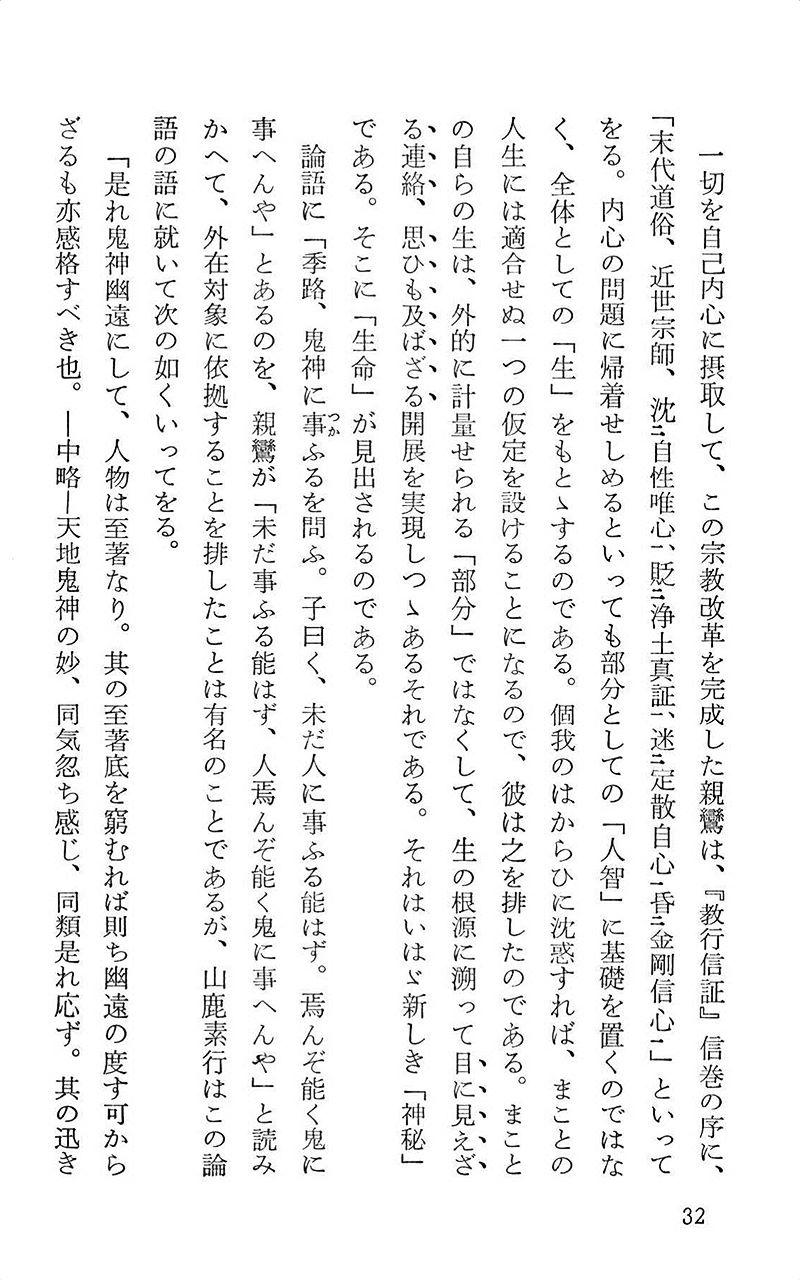 一切を自己内心に摂取して、この宗教改革を完成した親鸞は、『教行信証』信巻の序に、
「末代道俗、近世宗師、沈ニ自性唯心ニ、貶ニ浄土真証一、迷ニ定散自心一昏ニ金剛信心一」といって
をる。内心の問題に帰着せしめるといっても部分としての「人智」に基礎を置くのではな
く、全体としての「生」をもとゝするのである。個我のはからひに沈惑すれば、まことの
人生には適合せぬ一つの仮定を設けることになるので、彼は之を排したのである。まこと
の自らの生は、外的に計量せられる「部分」ではなくして、生の根源に溯って目に見えざ
る連絡、思ひも及ばざる開展を実現しつゝあるそれである。それはいはゞ新しき「神秘」
である。そこに「生命」が見出されるのである。
論語に「季路、鬼神に事ふるを問ふ。子曰く、未だ人に事ふる能はず。焉んぞ能く鬼に
つか
事へんや」とあるのを、親鸞が「未だ事ふる能はず、人焉んぞ能く鬼に事へんや」と読み
かへて、外在対象に依拠することを排したことは有名のことであるが、山鹿素行はこの論
語の語に就いて次の如くいってをる。
「是れ鬼神幽遠にして、人物は至著なり。其の至著底を窮むれば則ち幽遠の度す可から
ざるも亦感格すべき也。―中略―天地鬼神の妙、同気忽ち感じ、同類是れ応ず。其の迅き
32